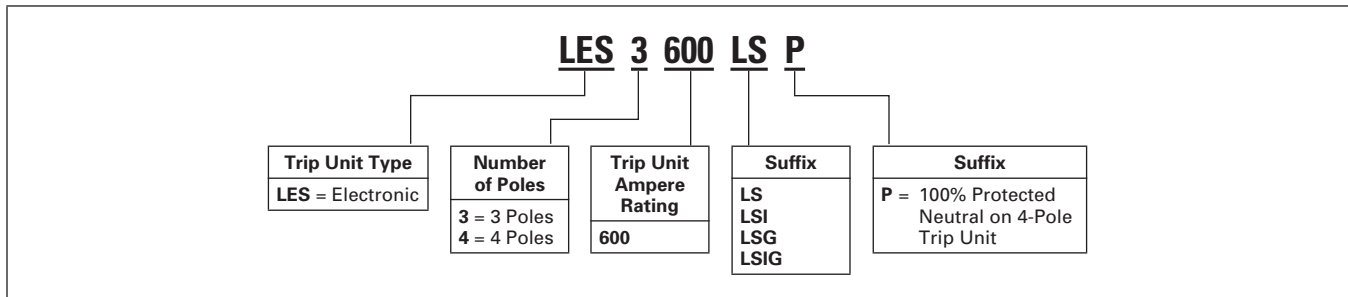 LES 3 600 LS P
Trip Unit Type
LES = Electronic
Number
of Poles
3 = 3 Poles
4 = 4 Poles
Trip Unit
Ampere
Rating
600
Suffix
LS
LSI
LSG
LSIG
Suffix
P = 100% Protected
Neutral on 4-Pole
Trip Unit